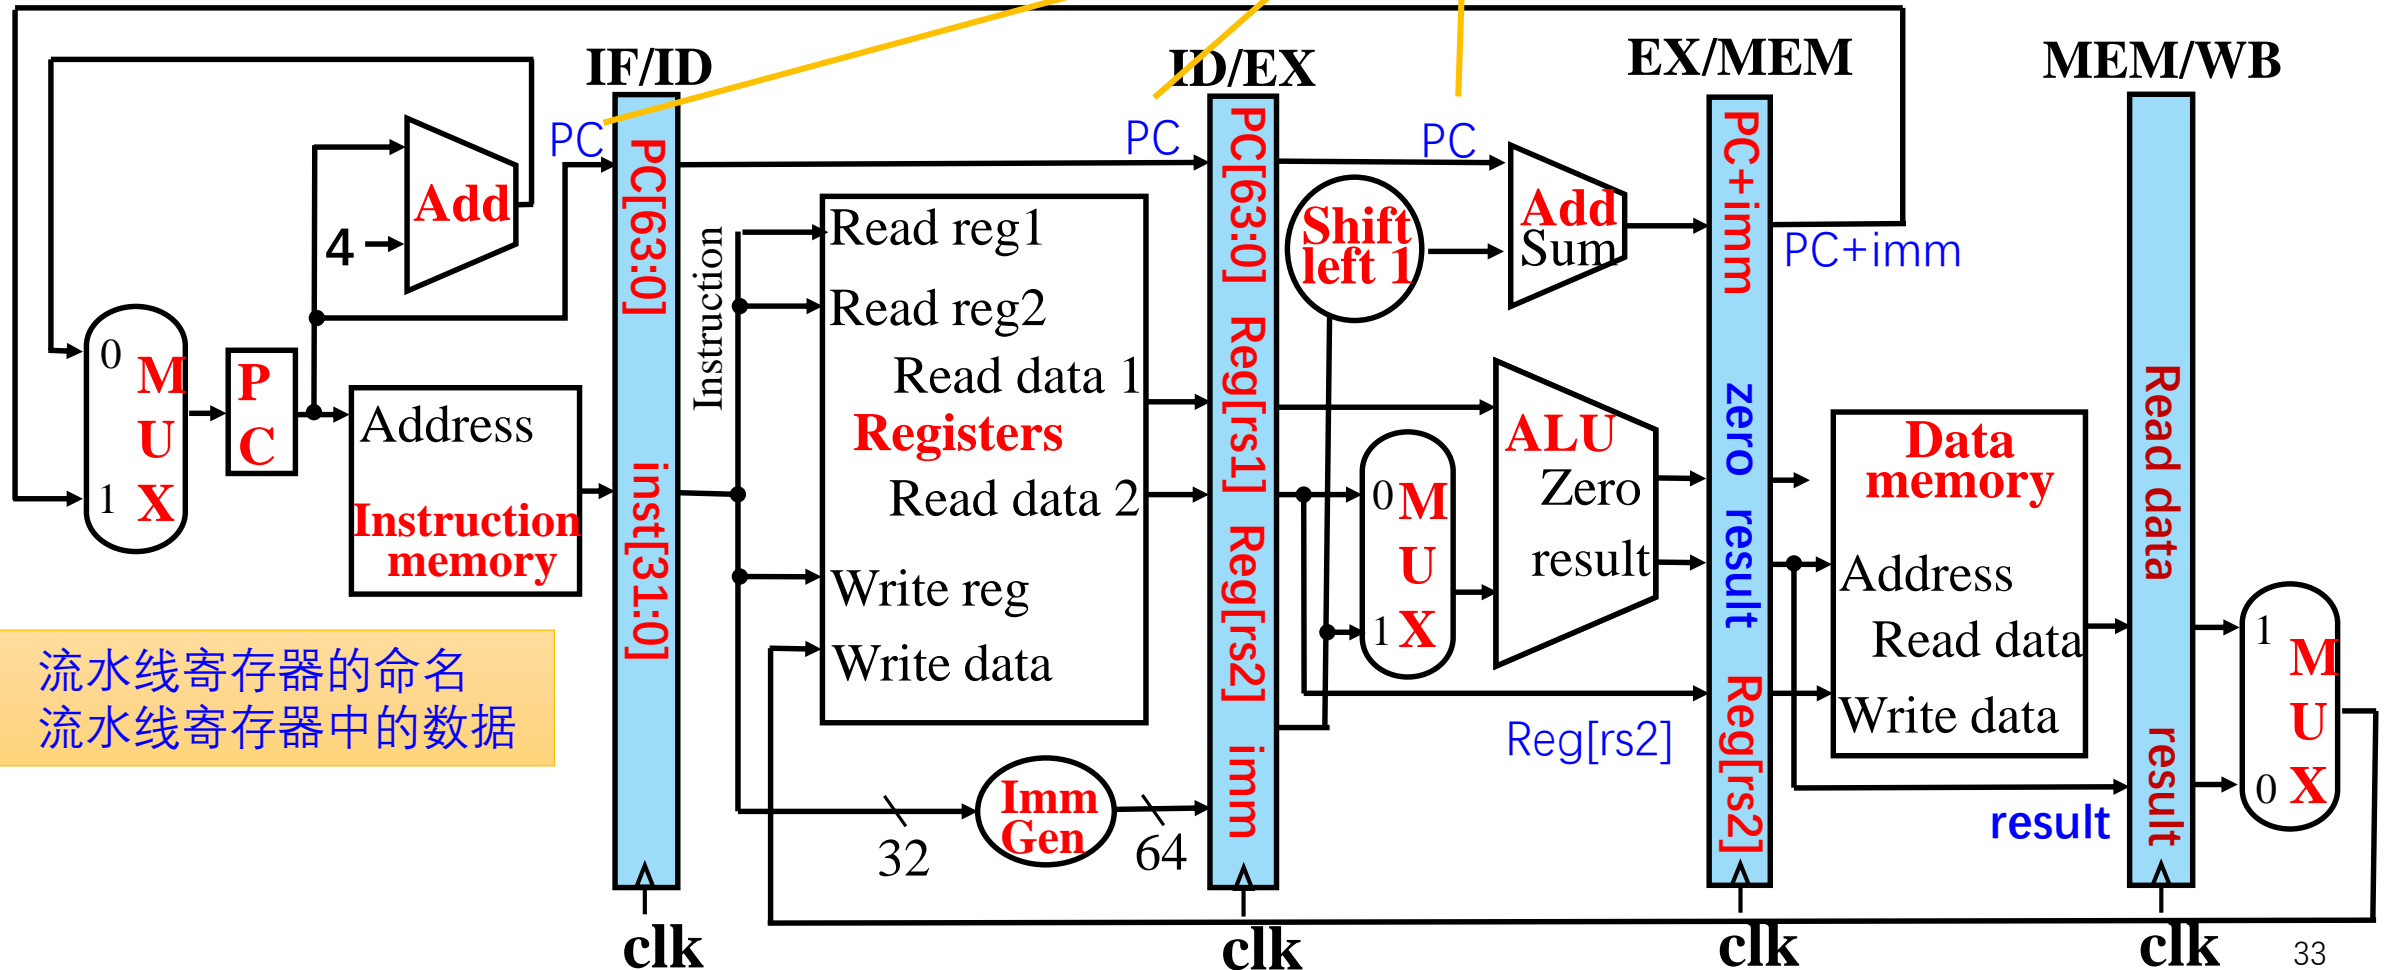 IF/ID
ID/EX
EX/MEM
MEM/WB
PC
PC
PC
Add
4
0
1
M
U
X
P
C
Address
Instruction
memory
PC[63:0]
inst[31:0]
Instruction
Read reg1
Read reg2
Read data 1
Registers
Read data 2
Write reg
Write data
32
Imm
Gen
64
PC[63:0]
Reg[rs1]
Reg[rs2]
imm
Shift
left 1
Add
Sum
0
1
M
U
X
ALU
Zero
result
Reg[rs2]
PC+imm
zero
result
Reg[rs2]
PC+imm
Data
memory
Address
Read data
Write data
result
Read data
result
1
0
M
U
X
流水线寄存器的命名
流水线寄存器中的数据
clk
clk
clk
clk
33